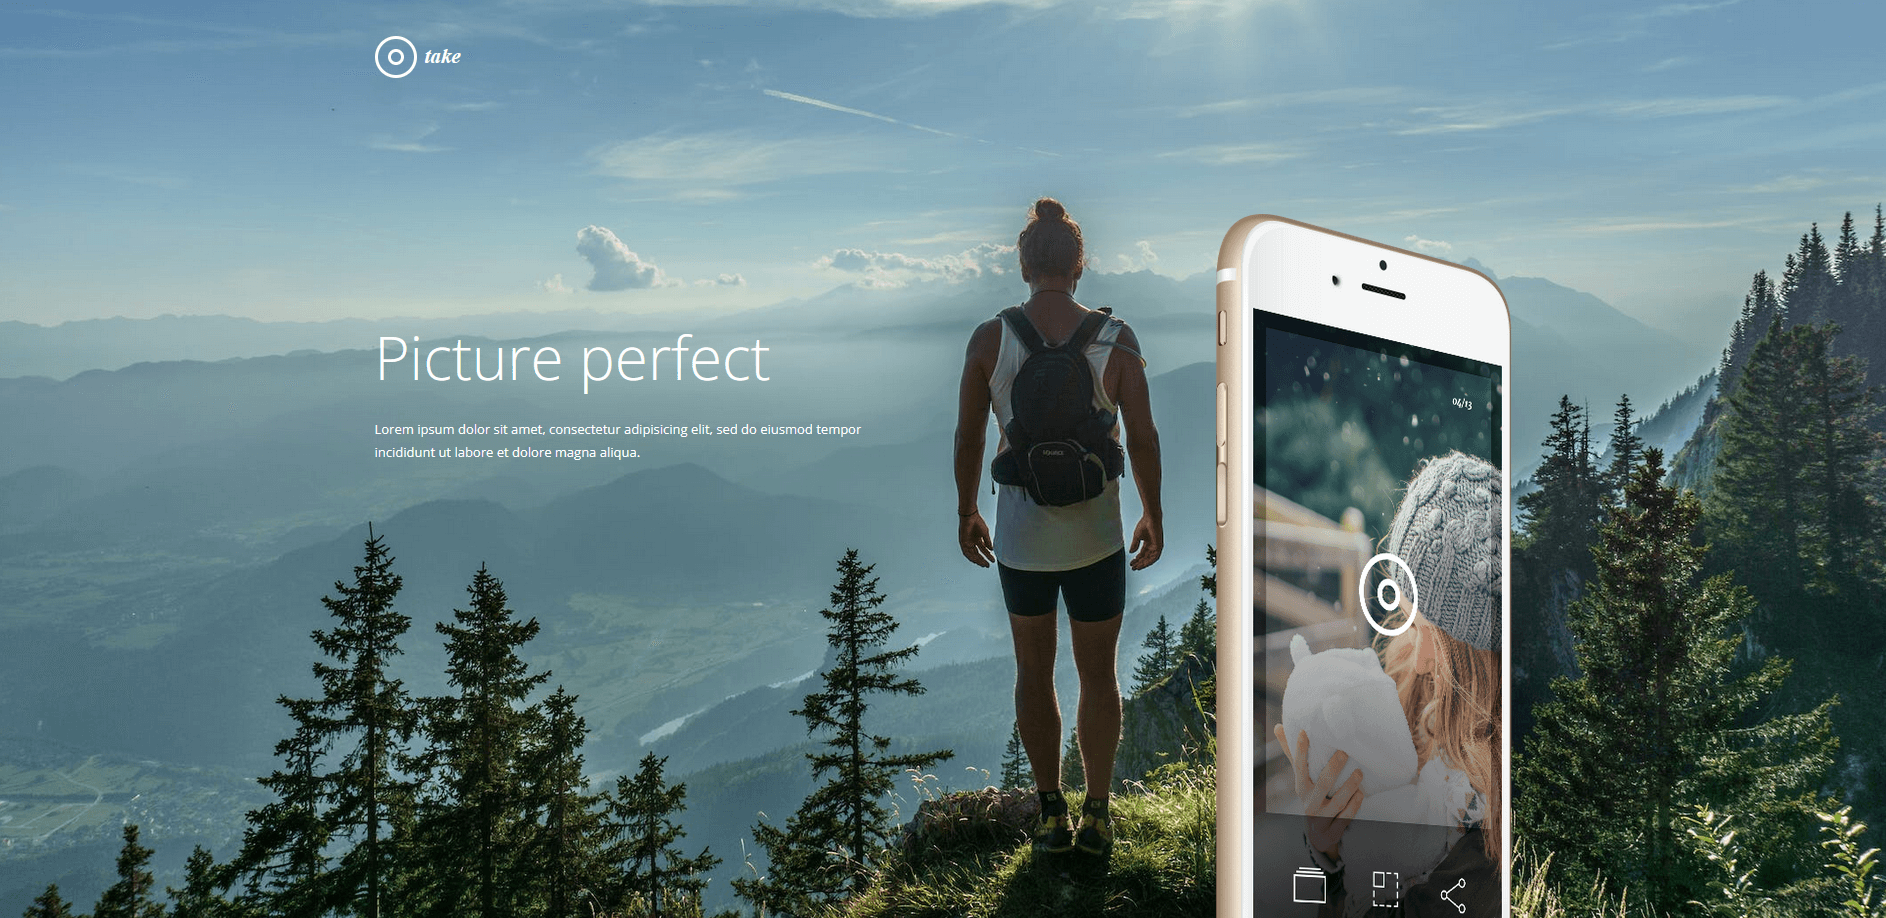 take
Picture perfect
Lorem ipsum dolor sit amet, consectetur adipisicing elit, sed do eiusmod tempor
incididunt ut labore et dolore magna aliqua.
04/13